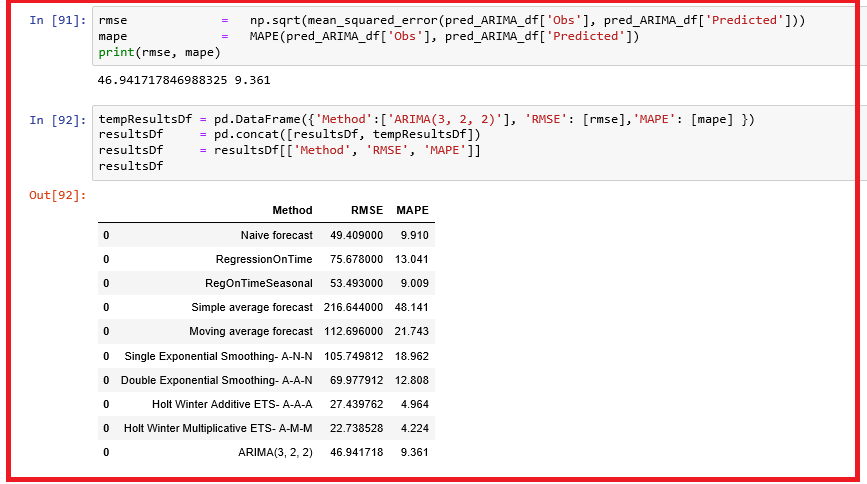 In [91]: rmse = np.sqrt(mean_squared_error(pred_ARIMA_df['Obs'], pred_ARIMA_df['Predicted']))
mape = MAPE(pred_ARIMA_df['Obs'], pred_ARIMA_df['Predicted'])
print(rmse, mape)
46.941717846988325 9.361
In [92]: tempResultsDf = pd.DataFrame({'Method':['ARIMA(3, 2, 2)'], 'RMSE': [rmse],'MAPE': [mape] })
resultsDf = pd.concat([resultsDf, tempResultsDf])
resultsDf = resultsDf[['Method', 'RMSE', 'MAPE']]
resultsDf
Out[92]:
Method RMSE MAPE
0 Naive forecast 49.409000 9.910
0 RegressionOnTime 75.678000 13.041
0 RegOnTimeSeasonal 53.493000 9.009
0 Simple average forecast 216.644000 48.141
0 Moving average forecast 112.696000 21.743
0 Single Exponential Smoothing- A-N-N 105.749812 18.962
0 Double Exponential Smoothing- A-A-N 69.977912 12.808
0 Holt Winter Additive ETS- A-A-A 27.439762 4.964
0 Holt Winter Multiplicative ETS- A-M-M 22.738528 4.224
0 ARIMA(3, 2, 2) 46.941718 9.361